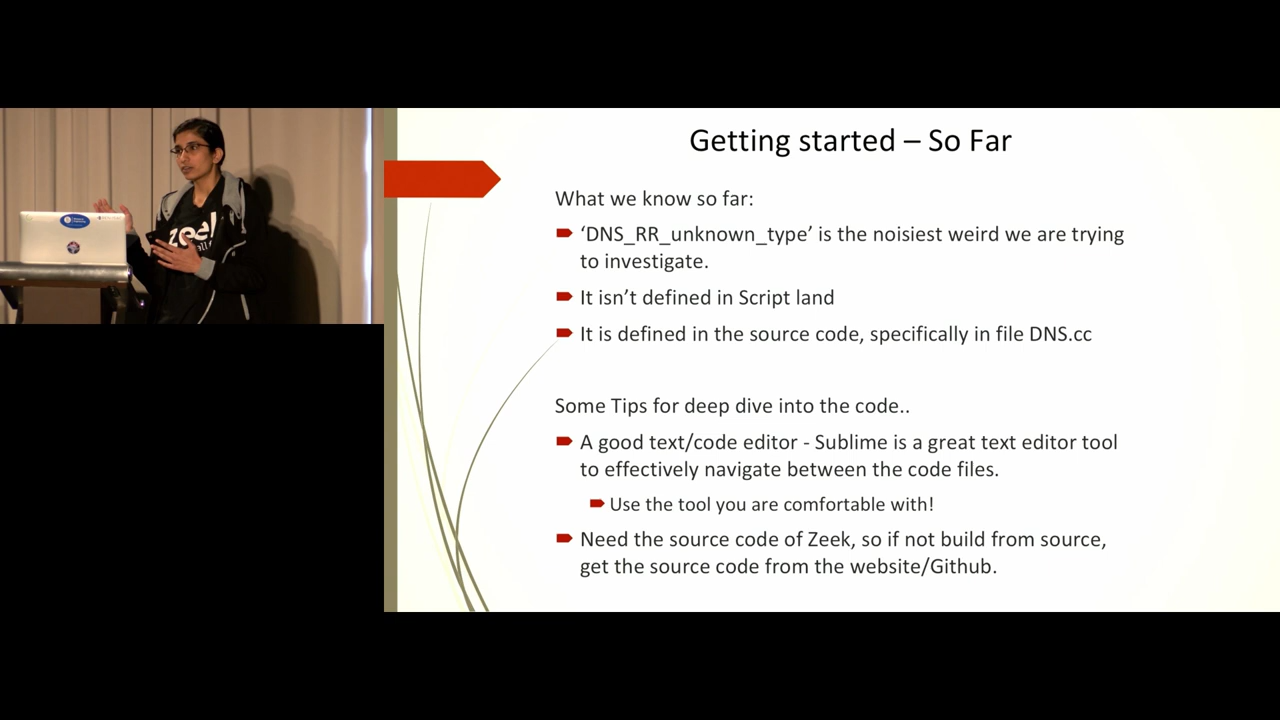 Getting started – So Far
What we know so far:
‘DNS_RR_unknown_type’ is the noisiest weird we are trying
to investigate.
It isn’t defined in Script land
It is defined in the source code, specifically in file DNS.cc
Some Tips for deep dive into the code..
A good text/code editor - Sublime is a great text editor tool
to effectively navigate between the code files.
Use the tool you are comfortable with!
Need the source code of Zeek, so if not build from source,
get the source code from the website/Github.